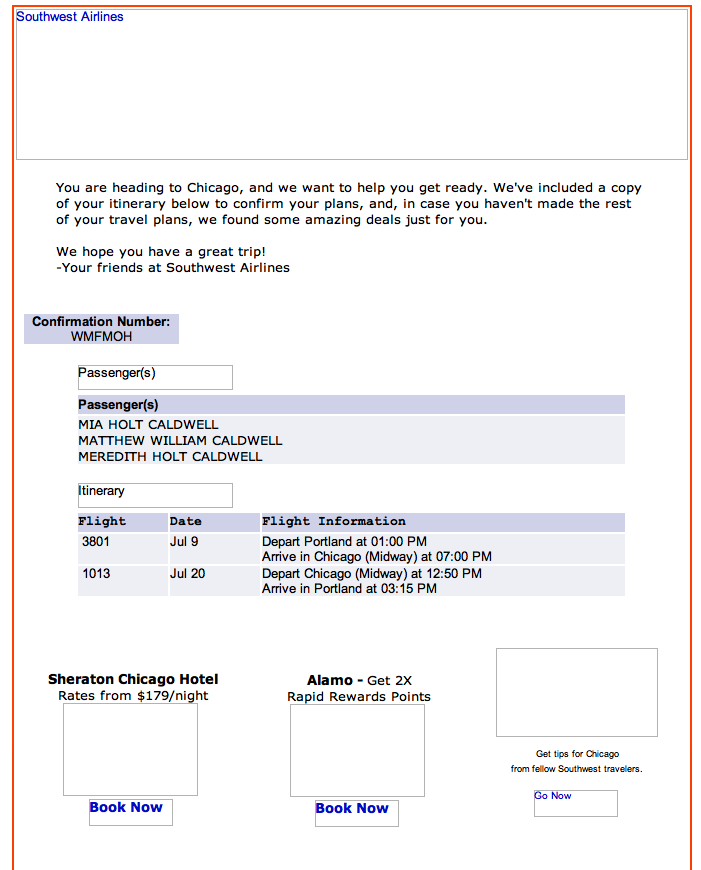 Southwest Airlines
You are heading to Chicago, and we want to help you get ready. We've included a copy
of your itinerary below to confirm your plans, and, in case you haven't made the rest
of your travel plans, we found some amazing deals just for you.
We hope you have a great trip!
-Your friends at Southwest Airlines
Confirmation Number:
WMFMOH
Passenger(s)
Passenger(s)
MIA HOLT CALDWELL
MATTHEW WILLIAM CALDWELL
MEREDITH HOLT CALDWELL
Itinerary
Flight Date Flight Information
3801 Jul 9 Depart Portland at 01:00 PM
Arrive in Chicago (Midway) at 07:00 PM
1013 Jul 20 Depart Chicago (Midway) at 12:50 PM
Arrive in Portland at 03:15 PM
Sheraton Chicago Hotel
Rates from $179/night
Book Now
Alamo - Get 2X
Rapid Rewards Points
Book Now
Get tips for Chicago
from fellow Southwest travelers.
Go Now